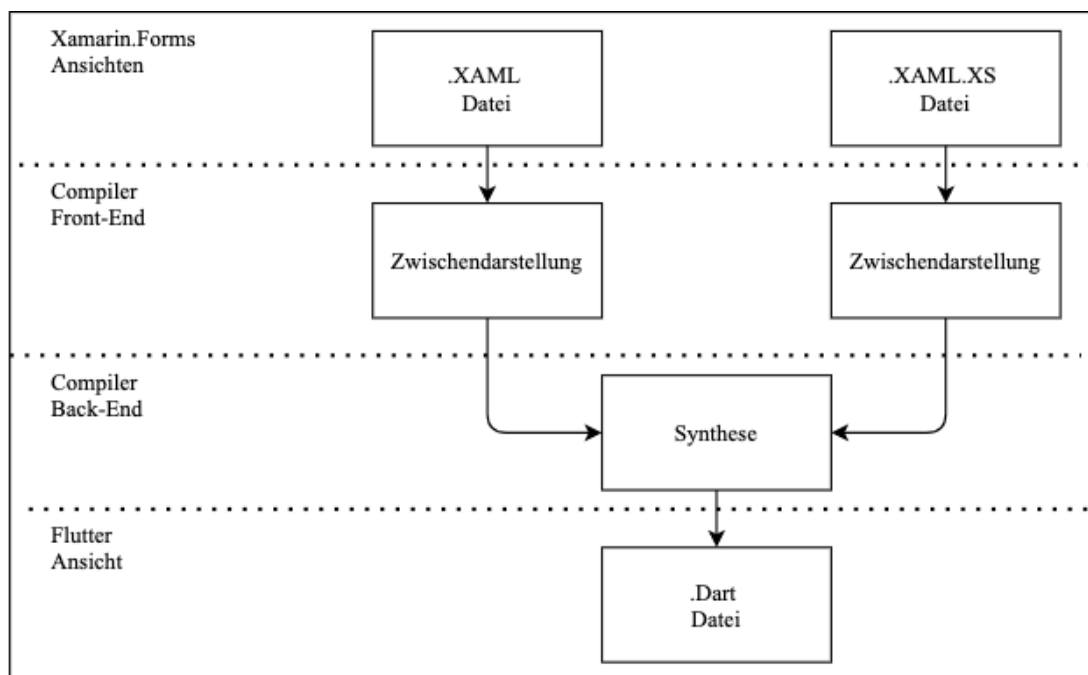 Xamarin.Forms
Ansichten
.XAML
Datei
.XAML.XS
Datei
Compiler
Front-End
Zwischendarstellung
Zwischendarstellung
Compiler
Back-End
Synthese
Flutter
Ansicht
.Dart
Datei